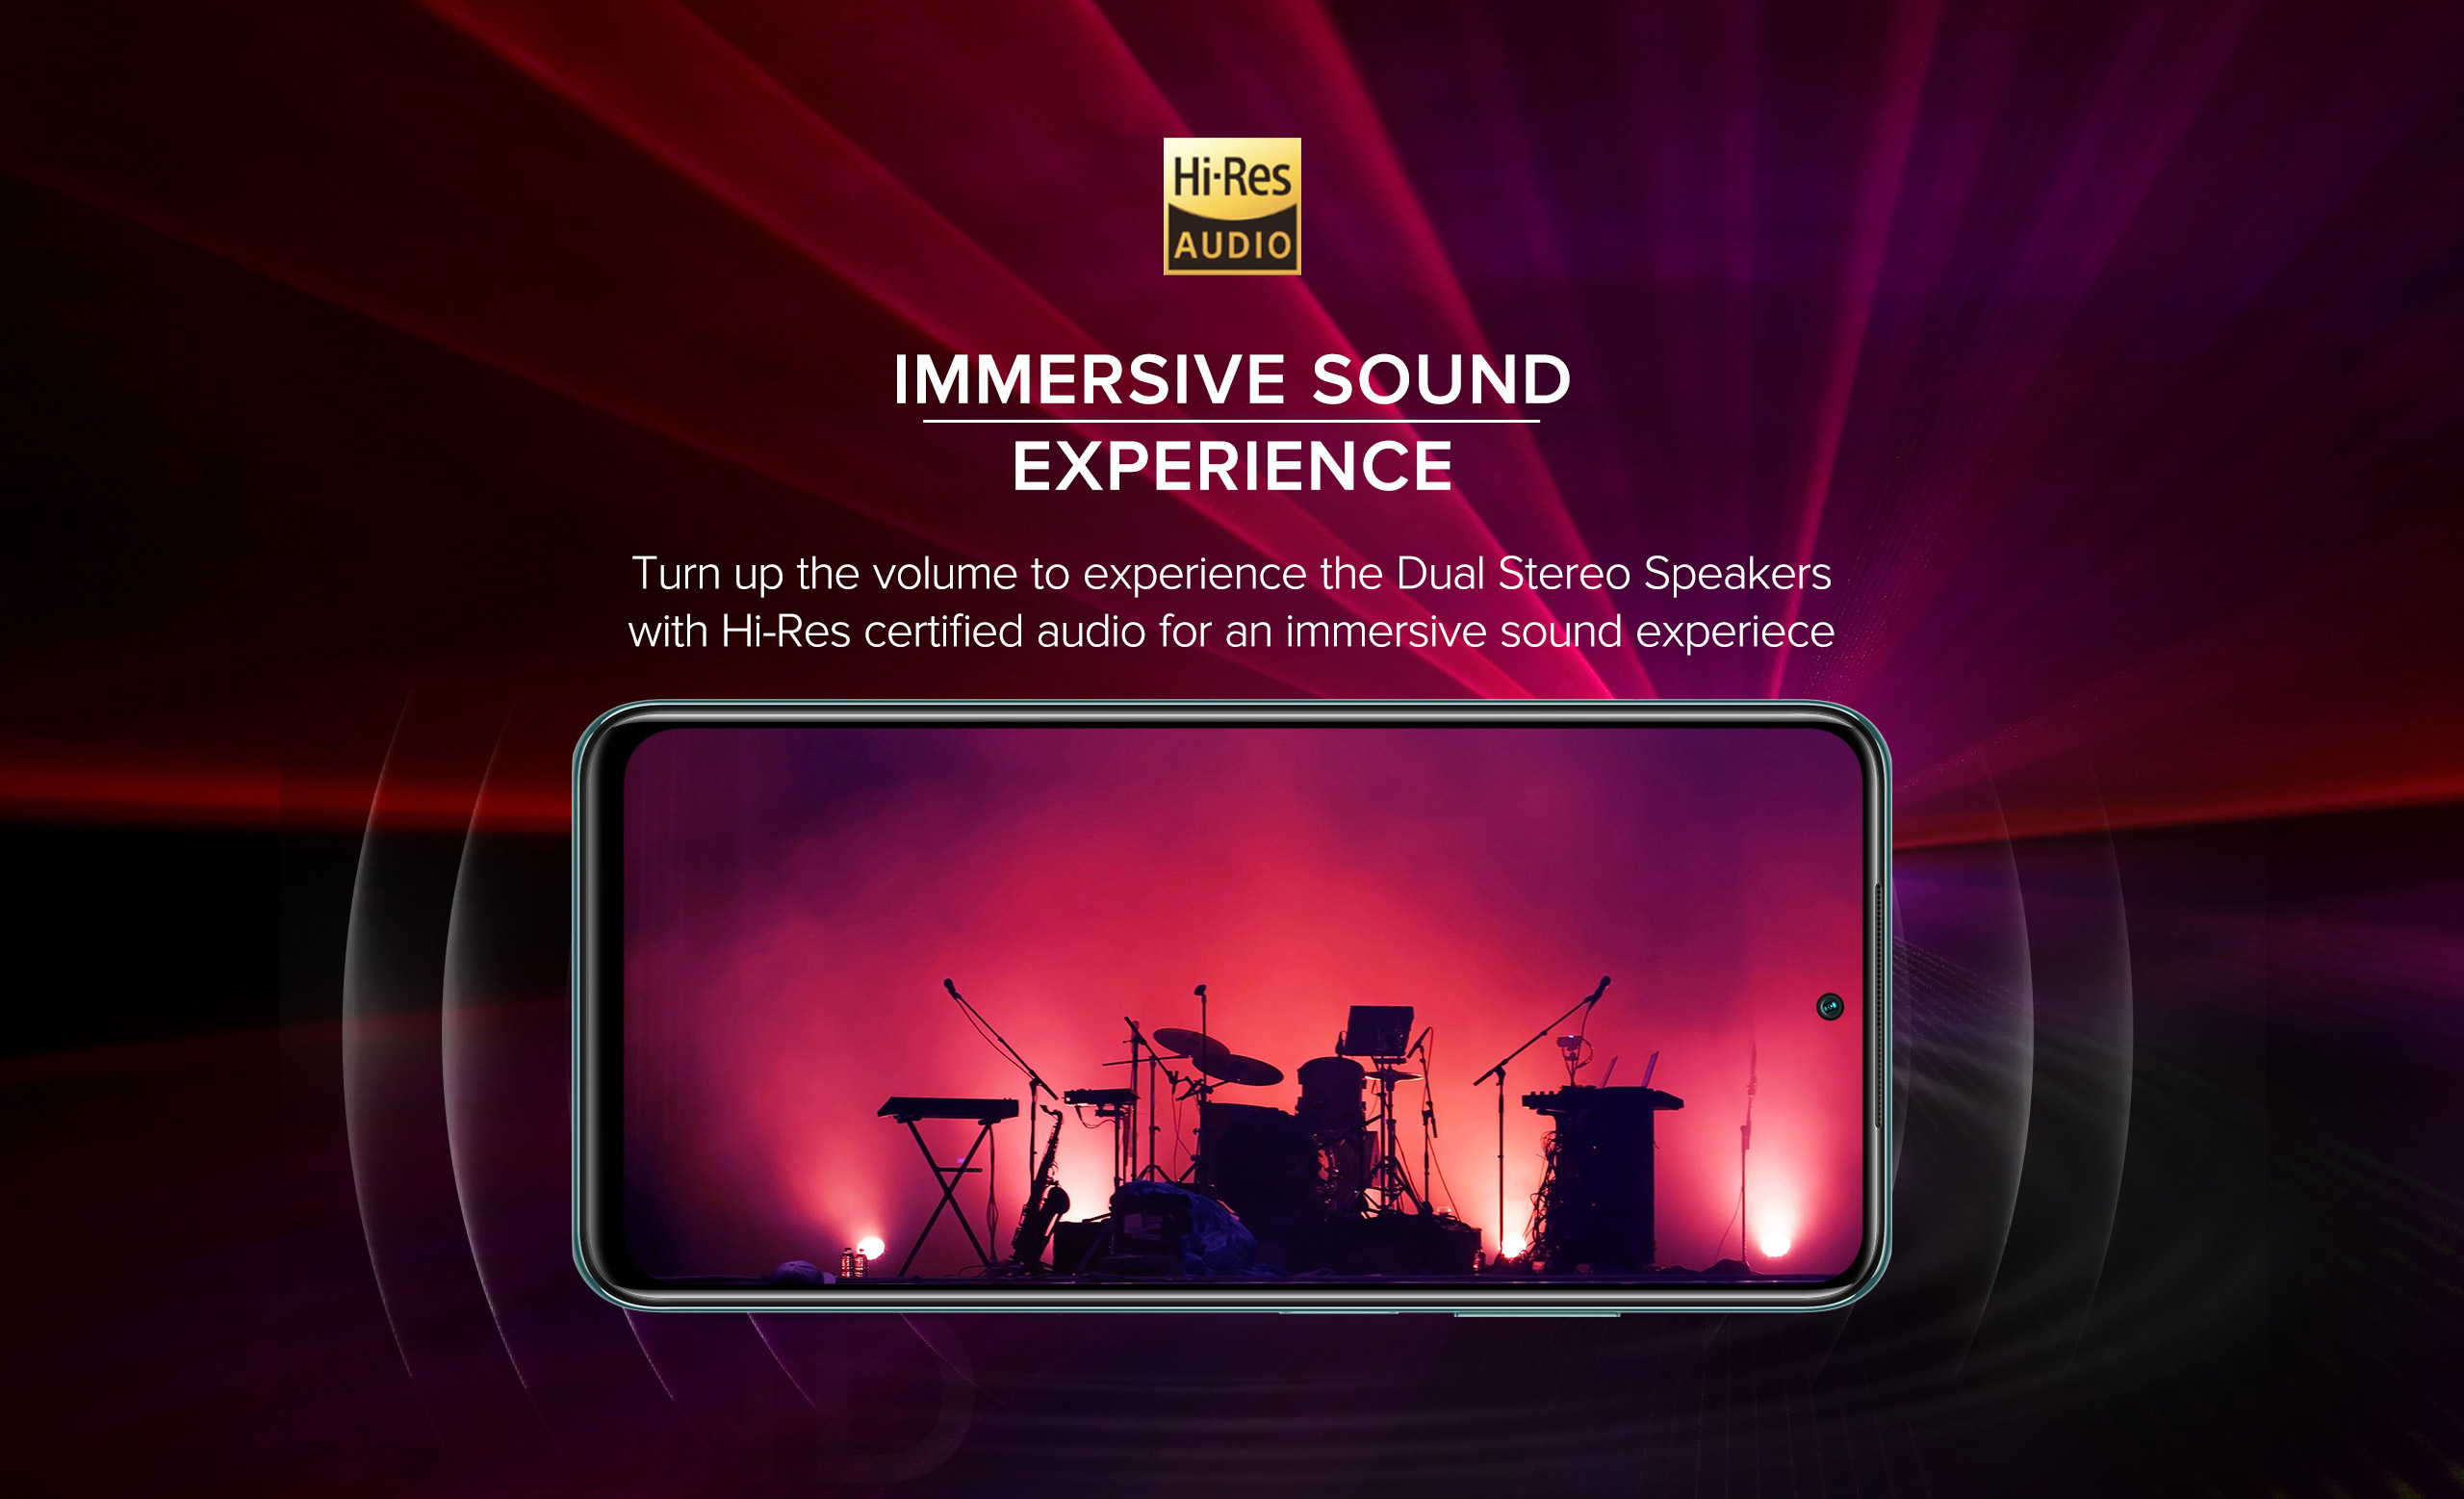 Hi-Res
AUDIO
IMMERSIVE SOUND
EXPERIENCE
Turn up the volume to experience the Dual Stereo Speakers
with Hi-Res certified audio for an immersive sound experiece